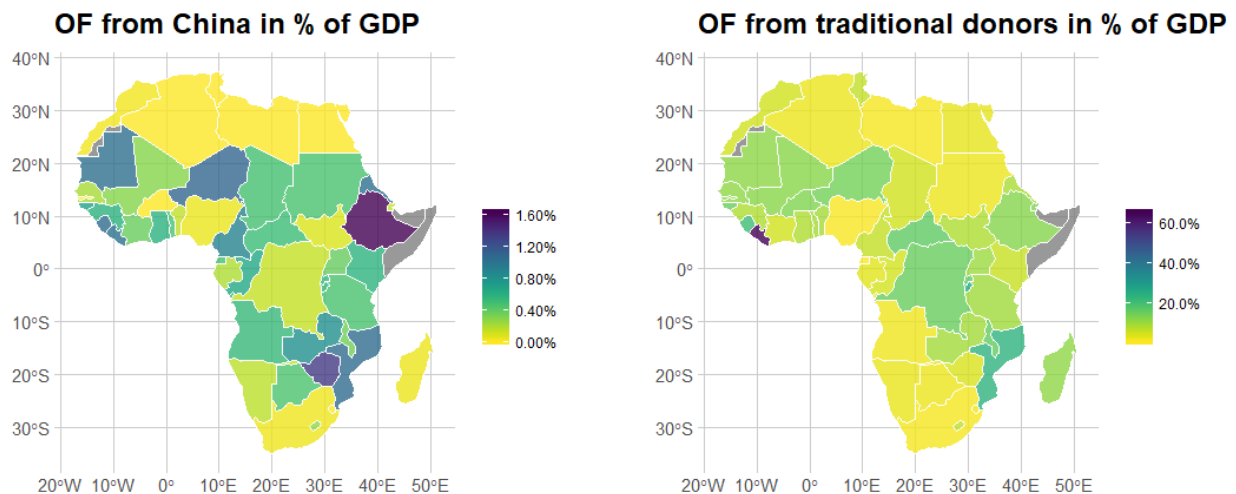 OF from China in % of GDP
40°N
30°N
20°N
10°N
0°
10°S
20°S
30°S
20°W 10°W 0° 10°E 20°E 30°E 40°E 50°E
1.60%
1.20%
0.80%
0.40%
0.00%
OF from traditional donors in % of GDP
40°N
30°N
20°N
10°N
0°
10°S
20°S
30°S
20°W 10°W 0° 10°E 20°E 30°E 40°E 50°E
60.0%
40.0%
20.0%